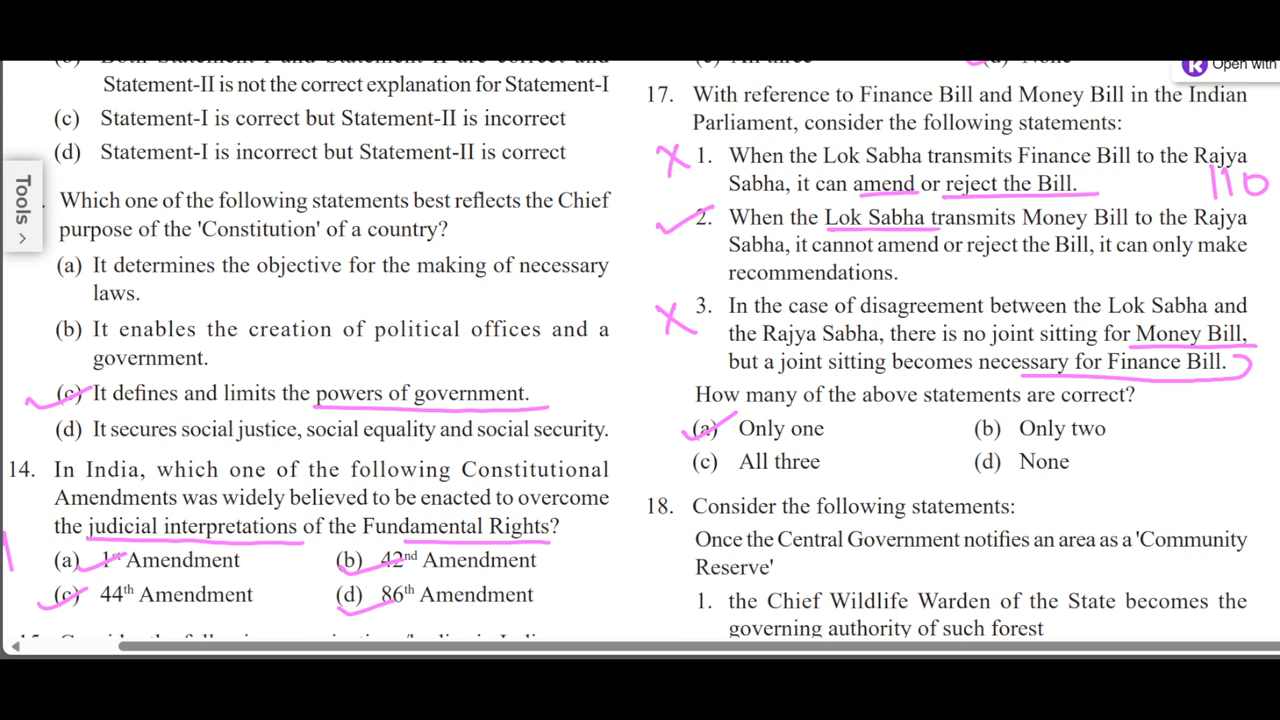 Statement-II is not the correct explanation for Statement-I
(c) Statement-I is correct but Statement-II is incorrect
(d) Statement-I is incorrect but Statement-II is correct
Which one of the following statements best reflects the Chief
purpose of the 'Constitution' of a country?
(a) It determines the objective for the making of necessary
laws.
(b) It enables the creation of political offices and a
government.
(c) It defines and limits the powers of government.
(d) It secures social justice, social equality and social security.
14. In India, which one of the following Constitutional
Amendments was widely believed to be enacted to overcome
the judicial interpretations of the Fundamental Rights?
(a) 1st Amendment (b) 42nd Amendment
(c) 44th Amendment (d) 86th Amendment
Tools
Open with
17. With reference to Finance Bill and Money Bill in the Indian
Parliament, consider the following statements:
1. When the Lok Sabha transmits Finance Bill to the Rajya
Sabha, it can amend or reject the Bill.
110
2. When the Lok Sabha transmits Money Bill to the Rajya
Sabha, it cannot amend or reject the Bill, it can only make
recommendations.
3. In the case of disagreement between the Lok Sabha and
the Rajya Sabha, there is no joint sitting for Money Bill,
but a joint sitting becomes necessary for Finance Bill.
How many of the above statements are correct?
(a) Only one (b) Only two
(c) All three (d) None
18. Consider the following statements:
Once the Central Government notifies an area as a 'Community
Reserve'
1. the Chief Wildlife Warden of the State becomes the
governing authority of such forest